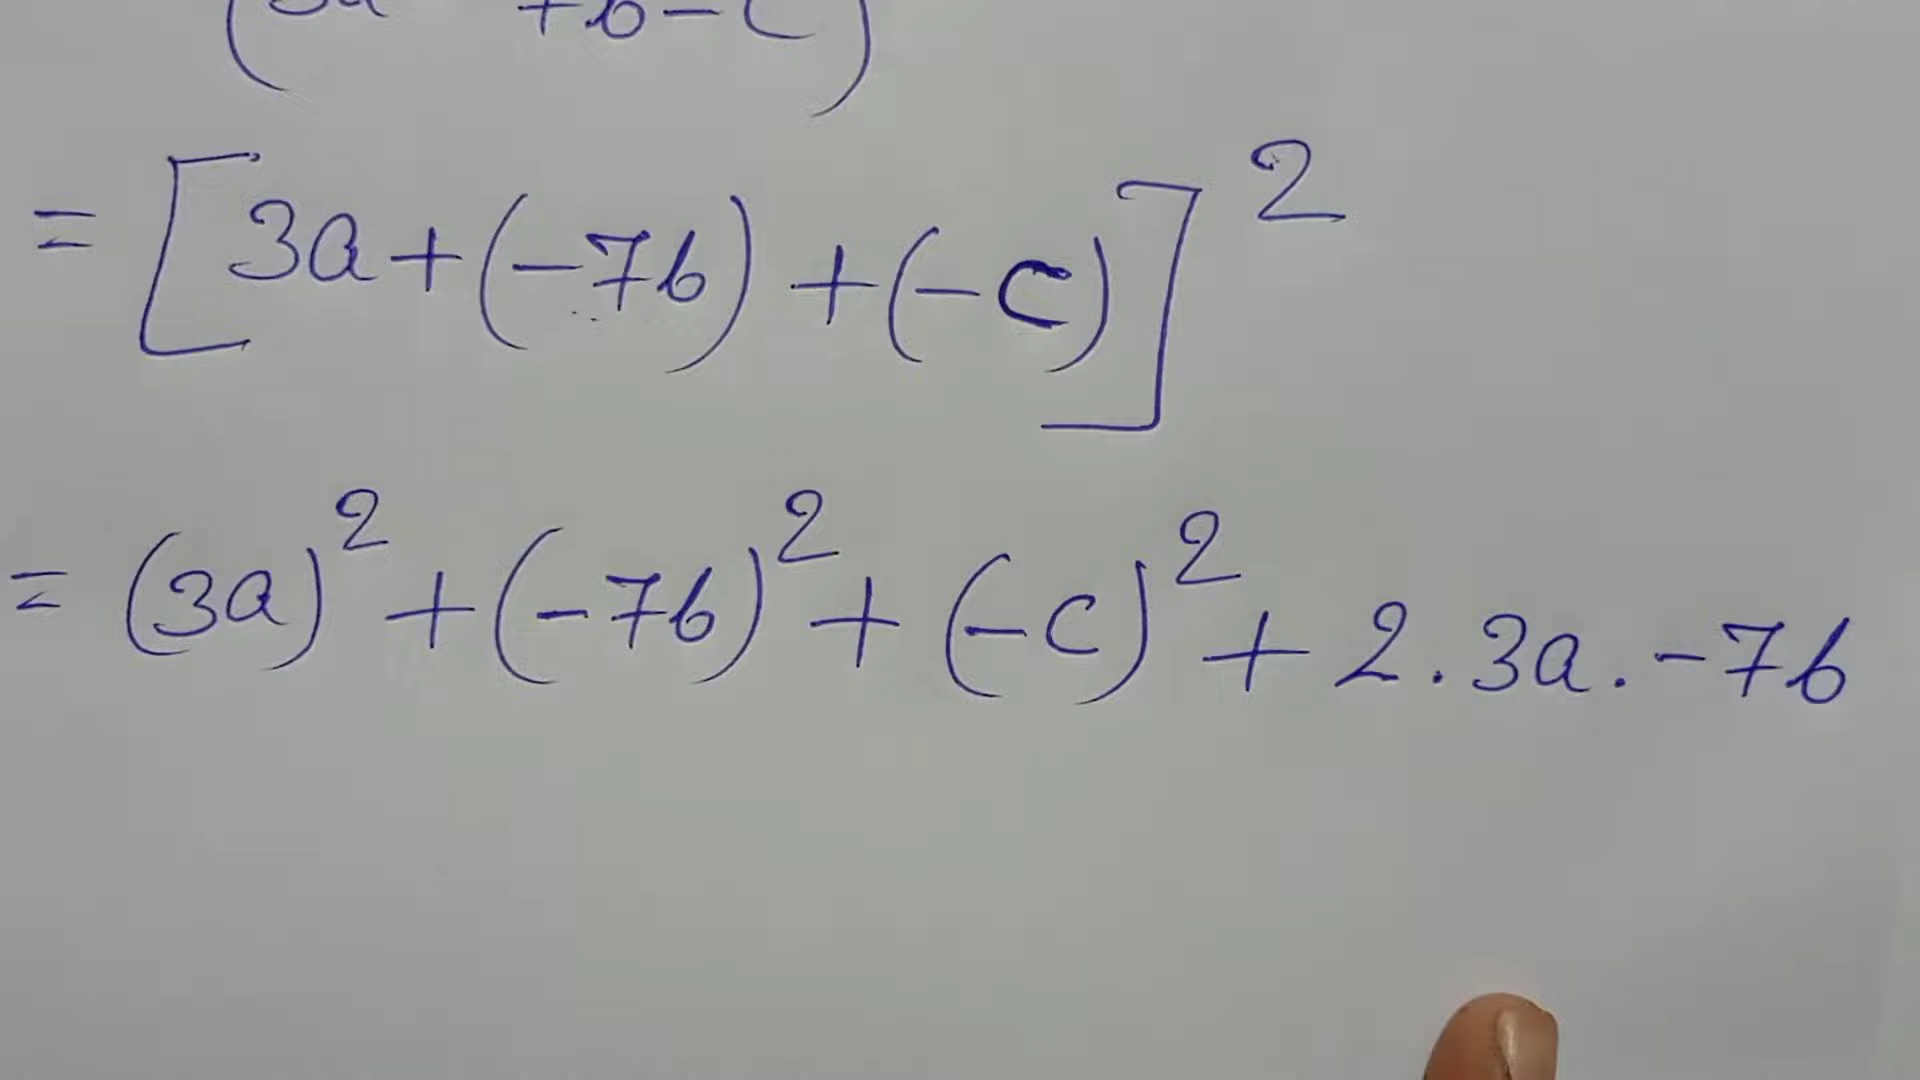 +b-c)
= [3a+(-7b)+(-c)]²
= (3a)²+(-7b)²+(-c)²+2.3a.-7b